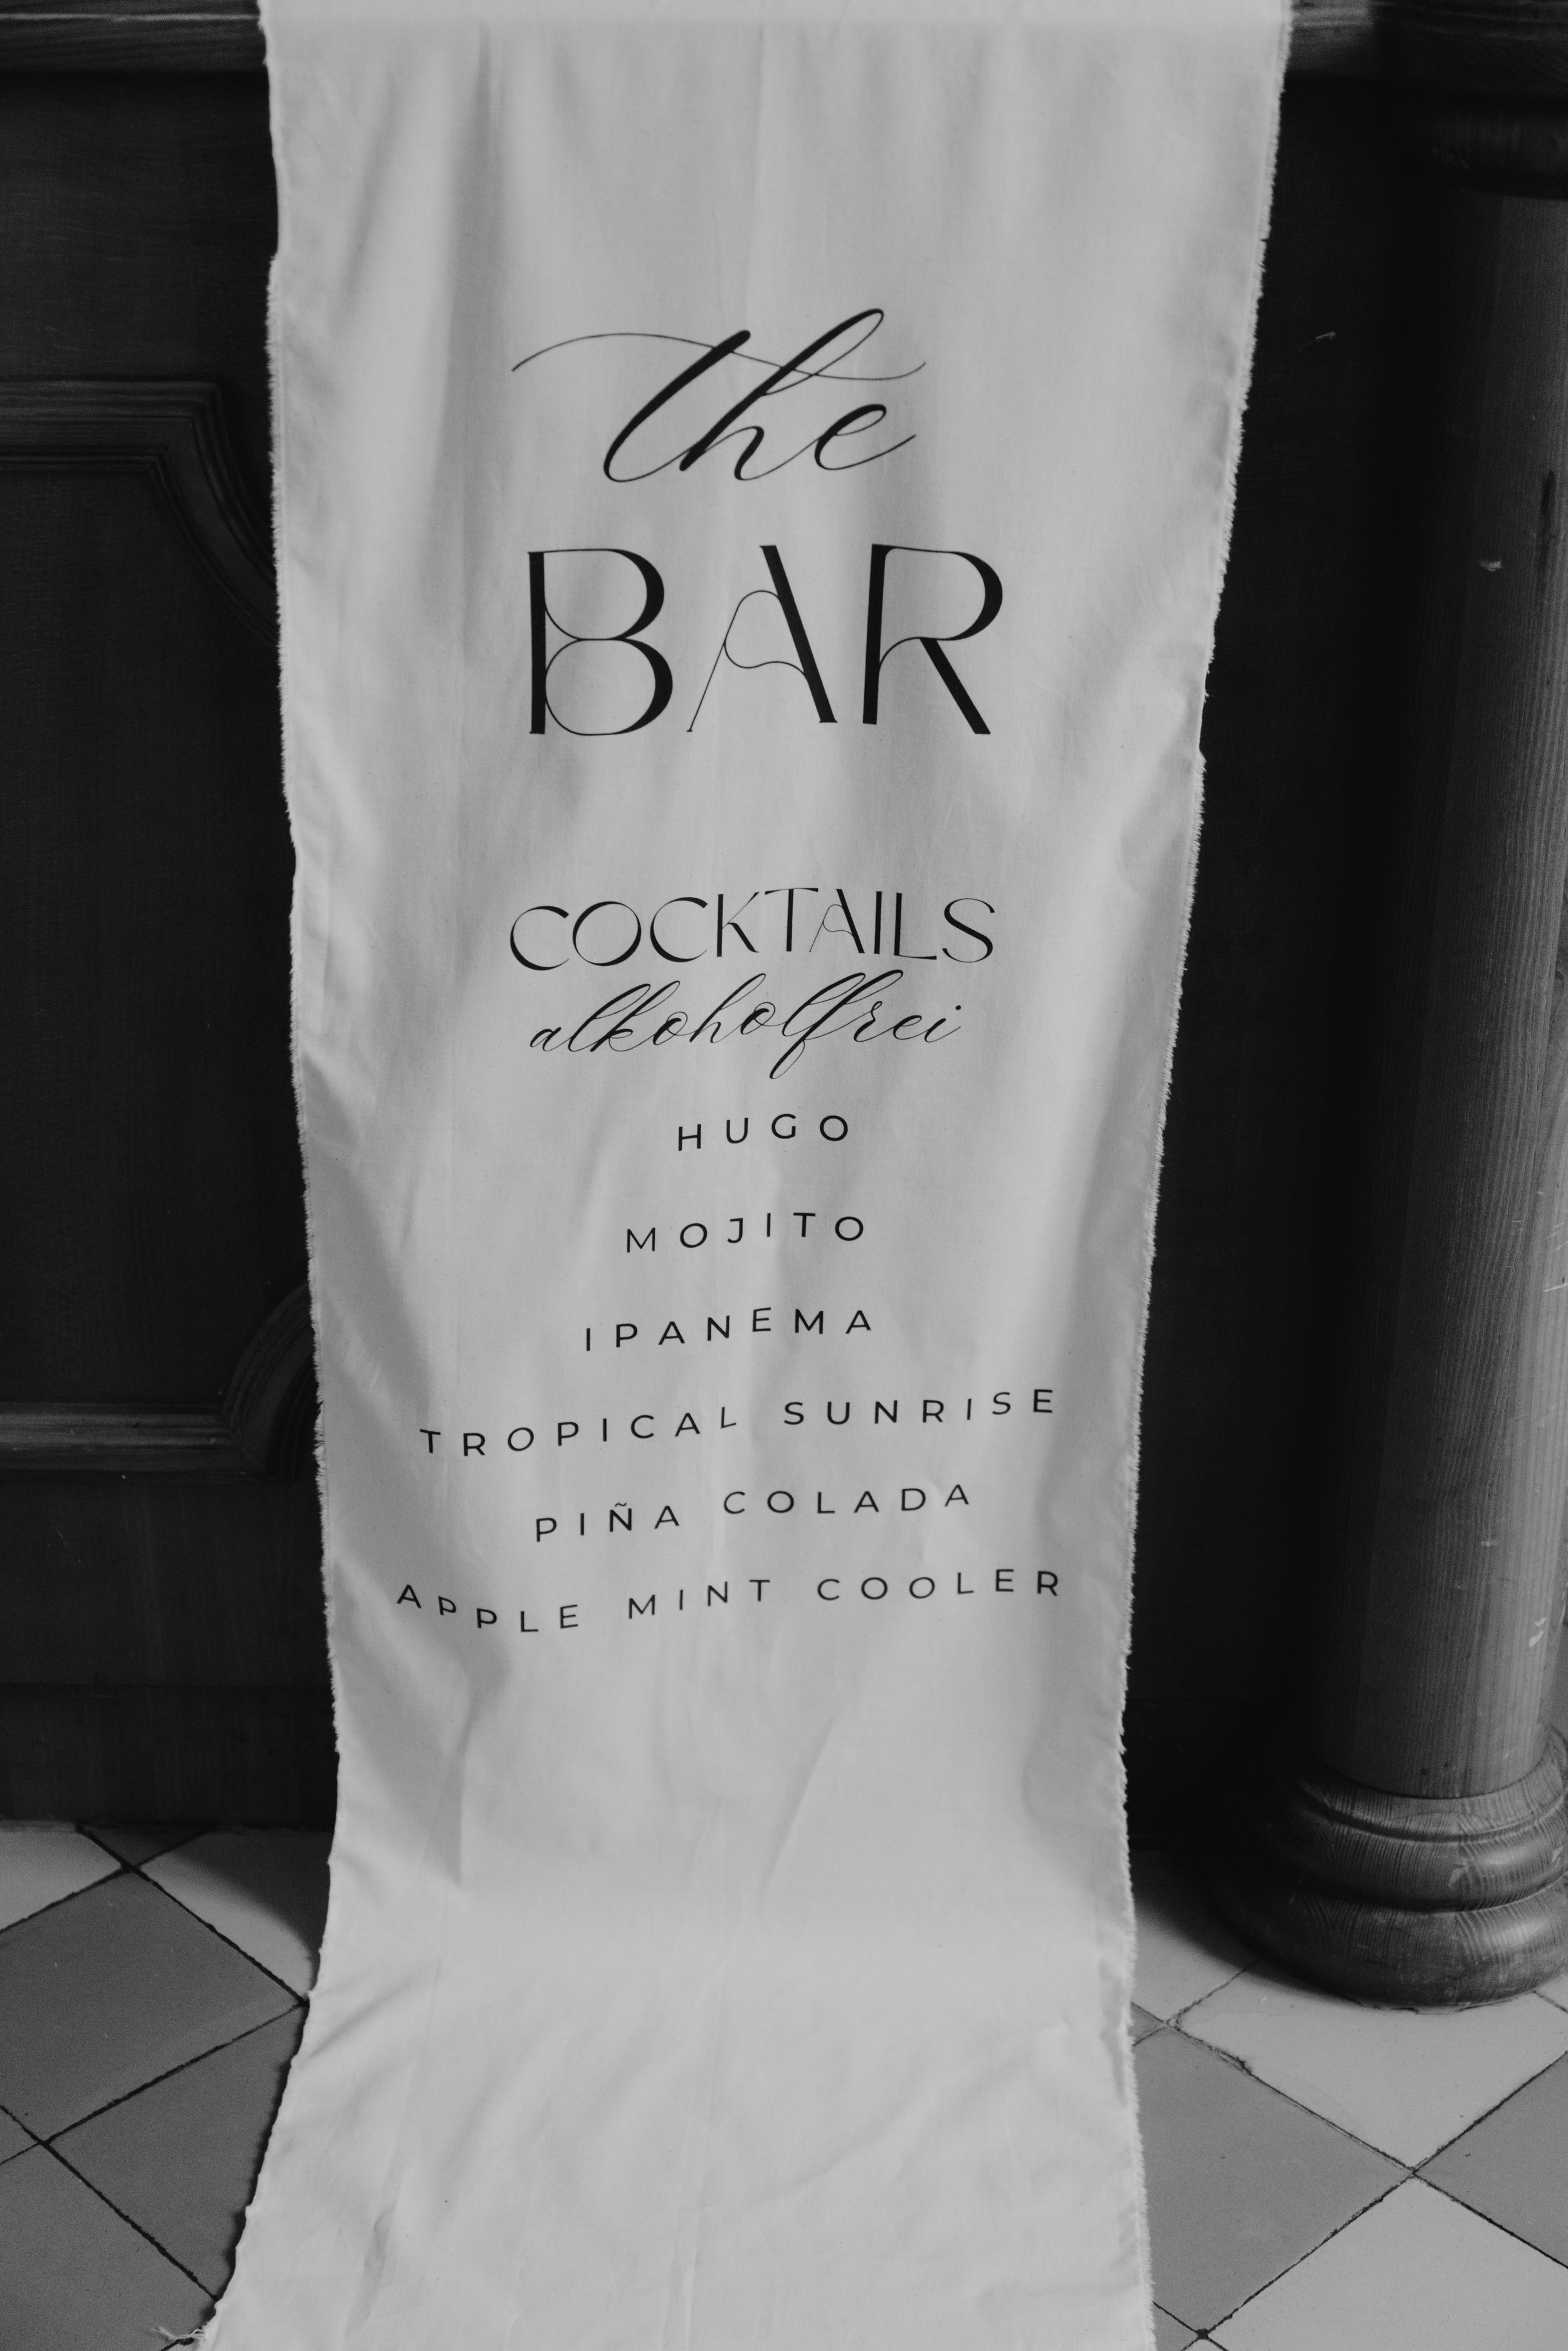 the
BAR
COCKTAILS
alkoholfrei
HUGO
MOJITO
IPANEMA
TROPICAL SUNRISE
PIÑA COLADA
APPLE MINT COOLER